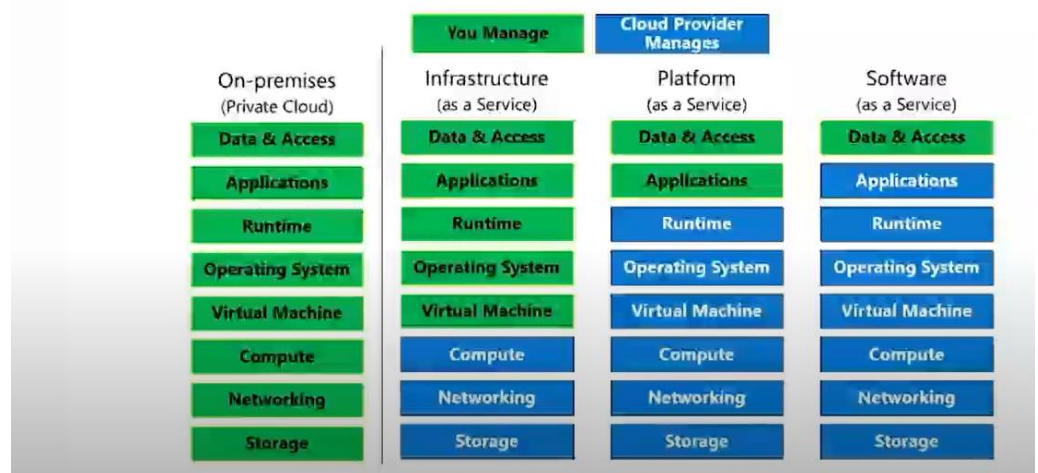 You Manage
Cloud Provider
Manages
On-premises
(Private Cloud)
Data & Access
Applications
Runtime
Operating System
Virtual Machine
Compute
Networking
Storage
Infrastructure
(as a Service)
Data & Access
Applications
Runtime
Operating System
Virtual Machine
Compute
Networking
Storage
Platform
(as a Service)
Data & Access
Applications
Runtime
Operating System
Virtual Machine
Compute
Networking
Storage
Software
(as a Service)
Data & Access
Applications
Runtime
Operating System
Virtual Machine
Compute
Networking
Storage